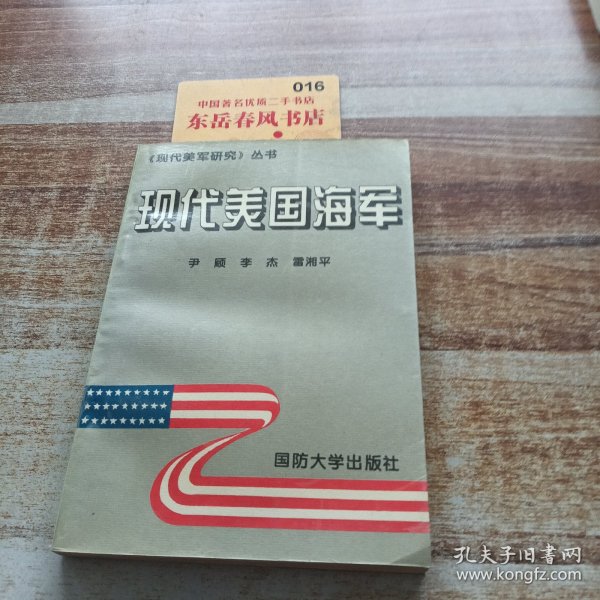 016
中国著名优质二手书店
东岳春风书店
《现代美军研究》丛书
现代美国海军
尹 顾 李 杰 雷湘平
国防大学出版社
孔夫子旧书网
www.kongfz.com